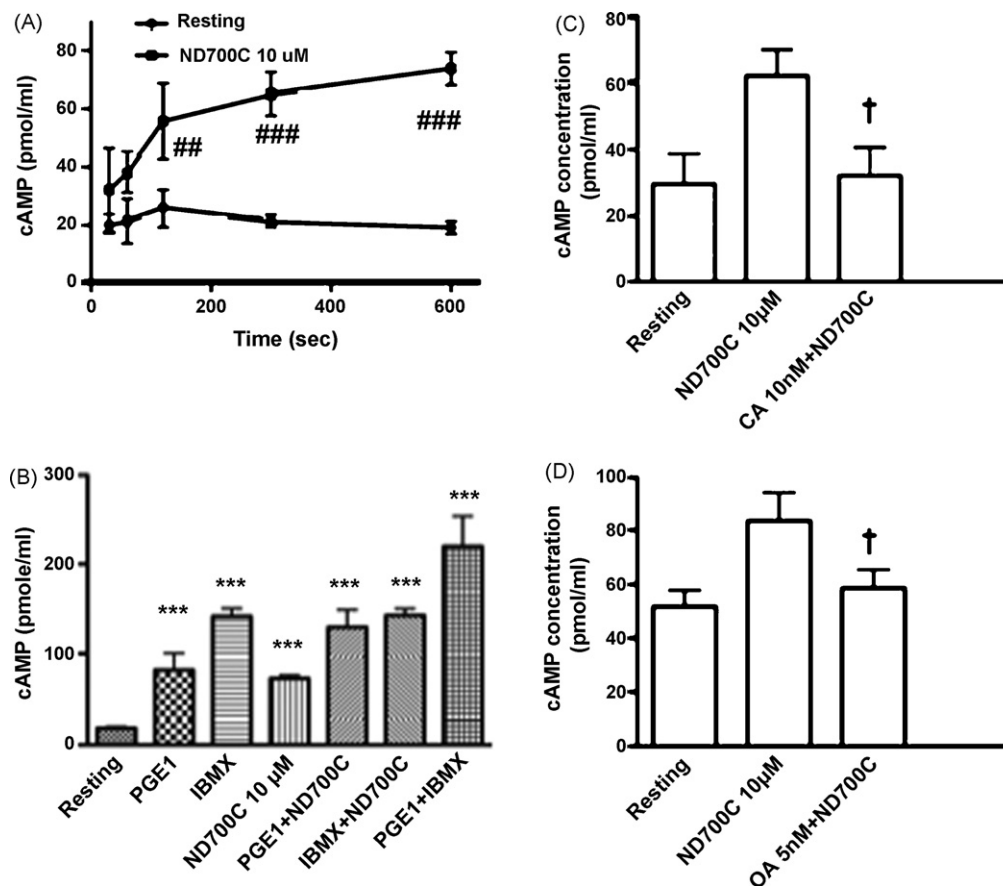 (A)
Resting
ND700C 10 uM
cAMP (pmol/ml)
80
60
40
20
0
##
###
###
0
200
400
600
Time (sec)
(B)
cAMP (pmole/ml)
300
200
100
0
***
***
***
***
***
***
Resting
PGE1
IBMX
ND700C 10 µM
PGE1+ND700C
IBMX+ND700C
PGE1+IBMX
(C)
cAMP concentration
(pmol/ml)
80
60
40
20
0
†
Resting
ND700C 10µM
CA 10nM+ND700C
(D)
cAMP concentration
(pmol/ml)
100
80
60
40
20
0
†
Resting
ND700C 10µM
OA 5nM+ND700C